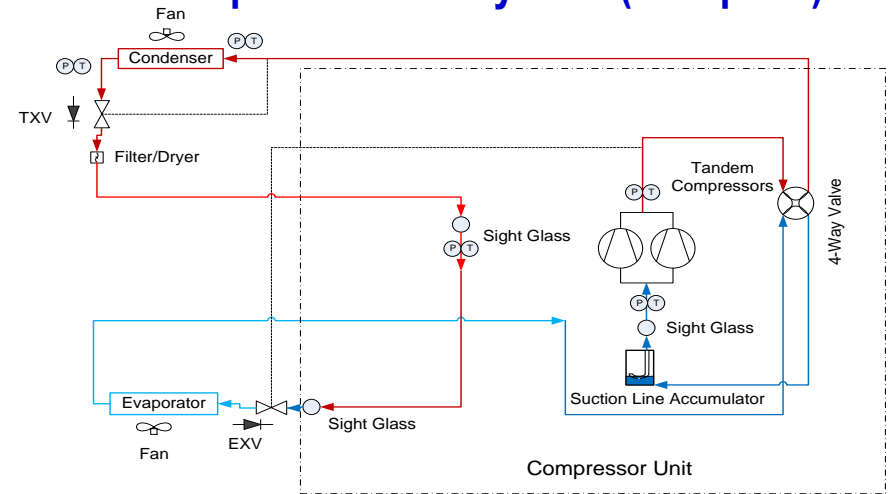 Fan
P T
Condenser
P T
TXV
Filter/Dryer
Tandem
Compressors
P T
4-Way Valve
Sight Glass
P T
P T
Sight Glass
Evaporator
Suction Line Accumulator
Sight Glass
EXV
Fan
Compressor Unit